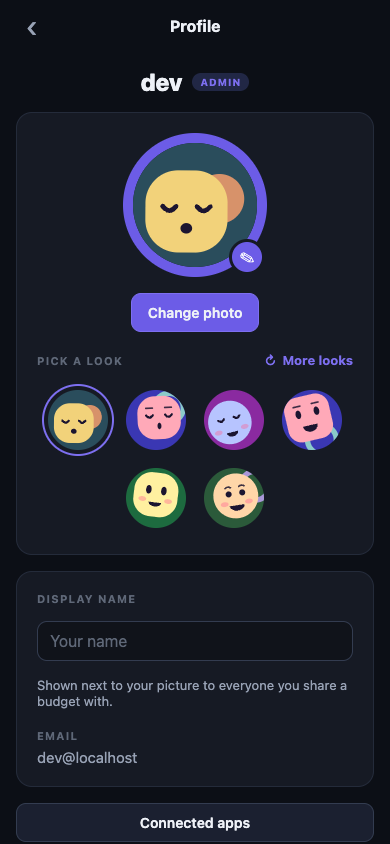 Profile
dev ADMIN
Change photo
PICK A LOOK
More looks
DISPLAY NAME
Your name
Shown next to your picture to everyone you share a
budget with.
EMAIL
dev@localhost
Connected apps